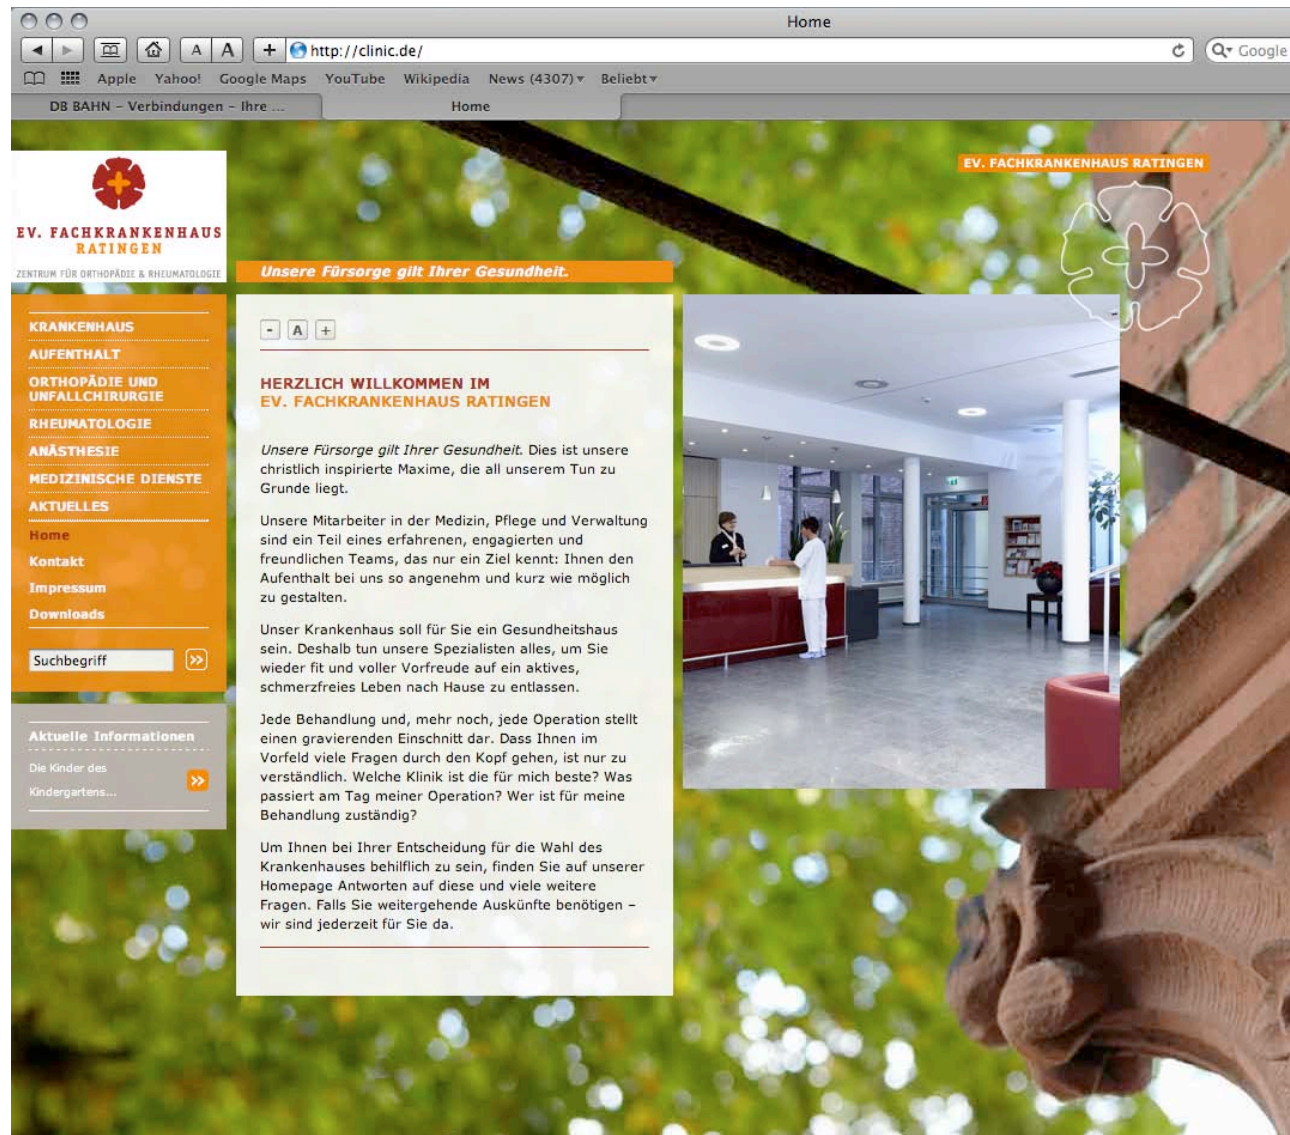 Home
A A + http://clinic.de/ Google
Apple Yahoo! Google Maps YouTube Wikipedia News (4307) Beliebt
DB BAHN – Verbindungen – Ihre ...
Home
EV. FACHKRANKENHAUS
RATINGEN
ZENTRUM FÜR ORTHOPÄDIE & RHEUMATOLOGIE
EV. FACHKRANKENHAUS RATINGEN
Unsere Fürsorge gilt Ihrer Gesundheit.
KRANKENHAUS
AUFENTHALT
ORTHOPÄDIE UND
UNFALLCHIRURGIE
RHEUMATOLOGIE
ANÄSTHESIE
MEDIZINISCHE DIENSTE
AKTUELLES
Home
Kontakt
Impressum
Downloads
Suchbegriff
Aktuelle Informationen
Die Kinder des
Kindergartens...
- A +
HERZLICH WILLKOMMEN IM
EV. FACHKRANKENHAUS RATINGEN
Unsere Fürsorge gilt Ihrer Gesundheit. Dies ist unsere
christlich inspirierte Maxime, die all unserem Tun zu
Grunde liegt.
Unsere Mitarbeiter in der Medizin, Pflege und Verwaltung
sind ein Teil eines erfahrenen, engagierten und
freundlichen Teams, das nur ein Ziel kennt: Ihnen den
Aufenthalt bei uns so angenehm und kurz wie möglich
zu gestalten.
Unser Krankenhaus soll für Sie ein Gesundheitshaus
sein. Deshalb tun unsere Spezialisten alles, um Sie
wieder fit und voller Vorfreude auf ein aktives,
schmerzfreies Leben nach Hause zu entlassen.
Jede Behandlung und, mehr noch, jede Operation stellt
einen gravierenden Einschnitt dar. Dass Ihnen im
Vorfeld viele Fragen durch den Kopf gehen, ist nur zu
verständlich. Welche Klinik ist die für mich beste? Was
passiert am Tag meiner Operation? Wer ist für meine
Behandlung zuständig?
Um Ihnen bei Ihrer Entscheidung für die Wahl des
Krankenhauses behilflich zu sein, finden Sie auf unserer
Homepage Antworten auf diese und viele weitere
Fragen. Falls Sie weitergehende Auskünfte benötigen –
wir sind jederzeit für Sie da.